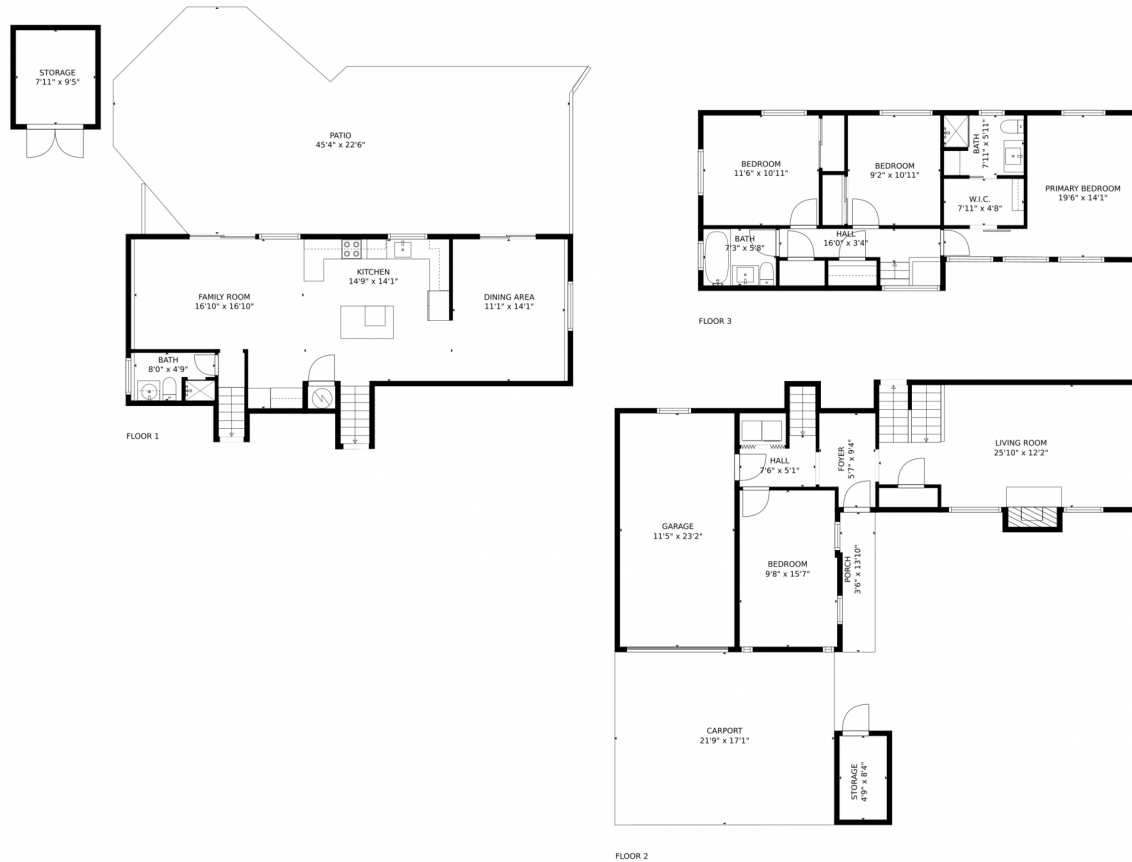 STORAGE
7'11" x 9'5"
PATIO
45'4" x 22'6"
KITCHEN
14'9" x 14'1"
FAMILY ROOM
16'10" x 16'10"
DINING AREA
11'1" x 14'1"
BATH
8'0" x 4'9"
FLOOR 1
BEDROOM
11'6" x 10'11"
BEDROOM
9'2" x 10'11"
BATH
7'11" x 5'11"
W.I.C.
7'11" x 4'8"
PRIMARY BEDROOM
19'6" x 14'1"
BATH
7'3" x 5'8"
HALL
16'0" x 3'4"
FLOOR 3
HALL
7'6" x 5'1"
FOYER
5'7" x 9'4"
LIVING ROOM
25'10" x 12'2"
GARAGE
11'5" x 23'2"
BEDROOM
9'8" x 15'7"
PORCH
3'6" x 13'10"
CARPORT
21'9" x 17'1"
STORAGE
4'9" x 8'4"
FLOOR 2